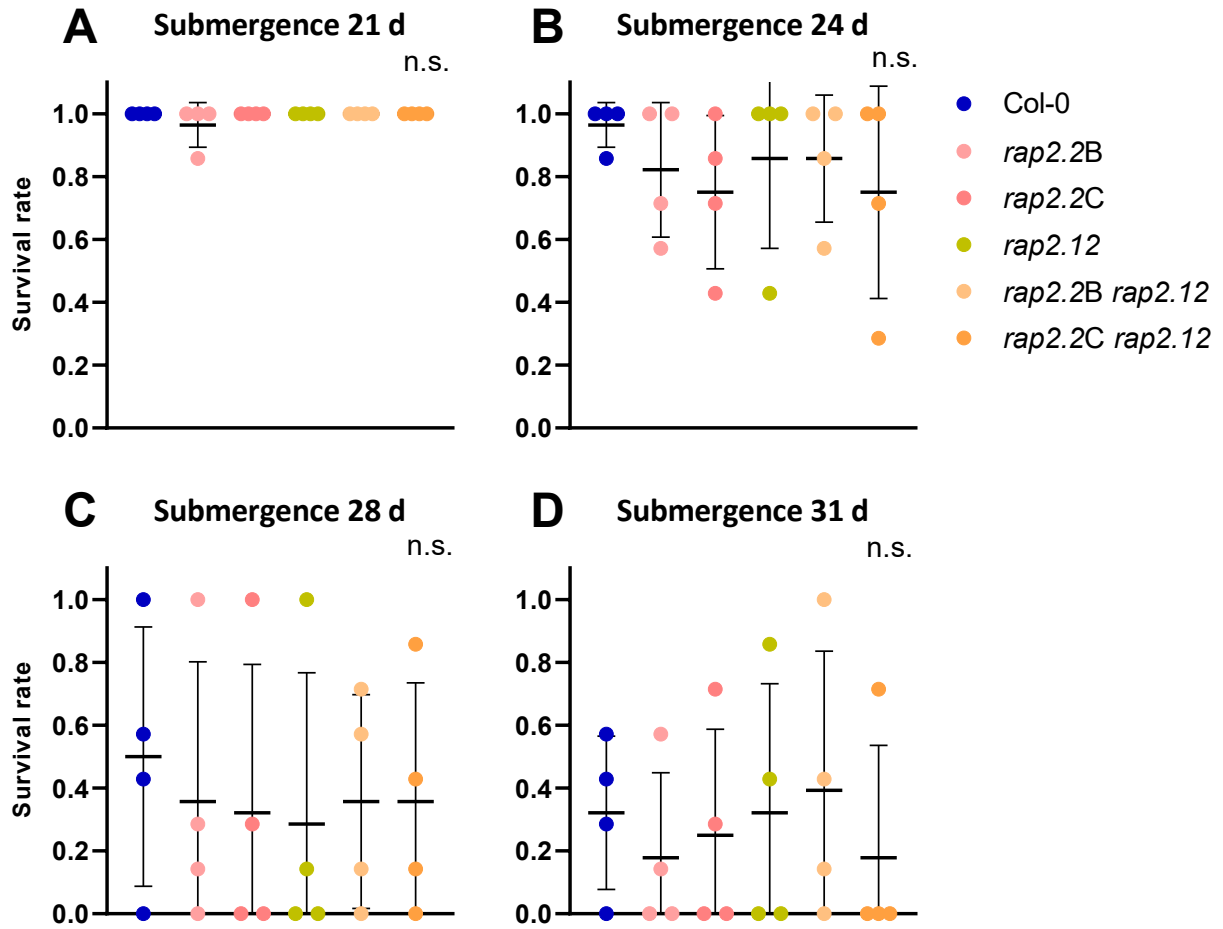 A Submergence 21 d
n.s.
Survival rate
1.0
0.8
0.6
0.4
0.2
0.0
B Submergence 24 d
n.s.
1.0
0.8
0.6
0.4
0.2
0.0
Col-0
rap2.2B
rap2.2C
rap2.12
rap2.2B rap2.12
rap2.2C rap2.12
C Submergence 28 d
n.s.
Survival rate
1.0
0.8
0.6
0.4
0.2
0.0
D Submergence 31 d
n.s.
1.0
0.8
0.6
0.4
0.2
0.0